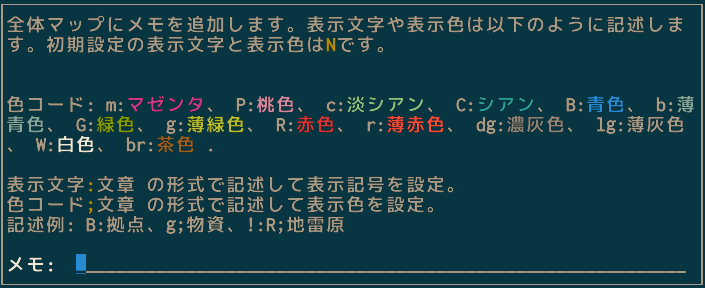 全体マップにメモを追加します。表示文字や表示色は以下のように記述しま
す。初期設定の表示文字と表示色はNです。
色コード: m:マゼンタ、 P:桃色、 c:淡シアン、 C:シアン、 B:青色、 b:薄
青色、 G:緑色、 g:薄緑色、 R:赤色、 r:薄赤色、 dg:濃灰色、 lg:薄灰色
、 W:白色、 br:茶色 .
表示文字:文章 の形式で記述して表示記号を設定。
色コード;文章 の形式で記述して表示色を設定。
記述例: B:拠点、g;物資、!:R;地雷原
メモ: